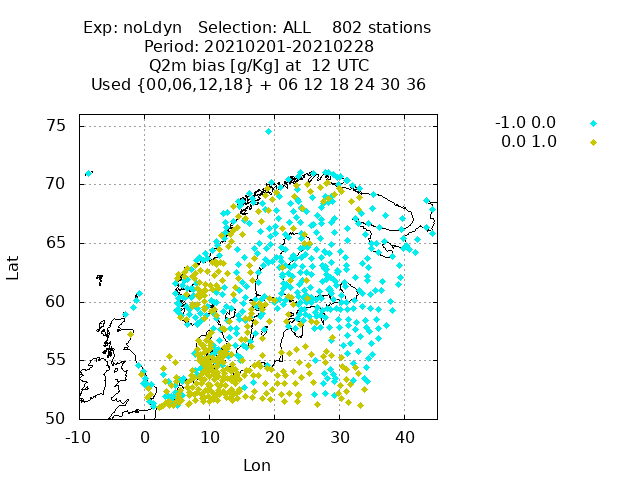 Exp: noLdyn   Selection: ALL    802 stations
Period: 20210201-20210228
Q2m bias [g/Kg] at  12 UTC
Used {00,06,12,18} + 06 12 18 24 30 36
-1.0 0.0
0.0 1.0
75
70
65
60
55
50
Lat
-10 0 10 20 30 40
Lon